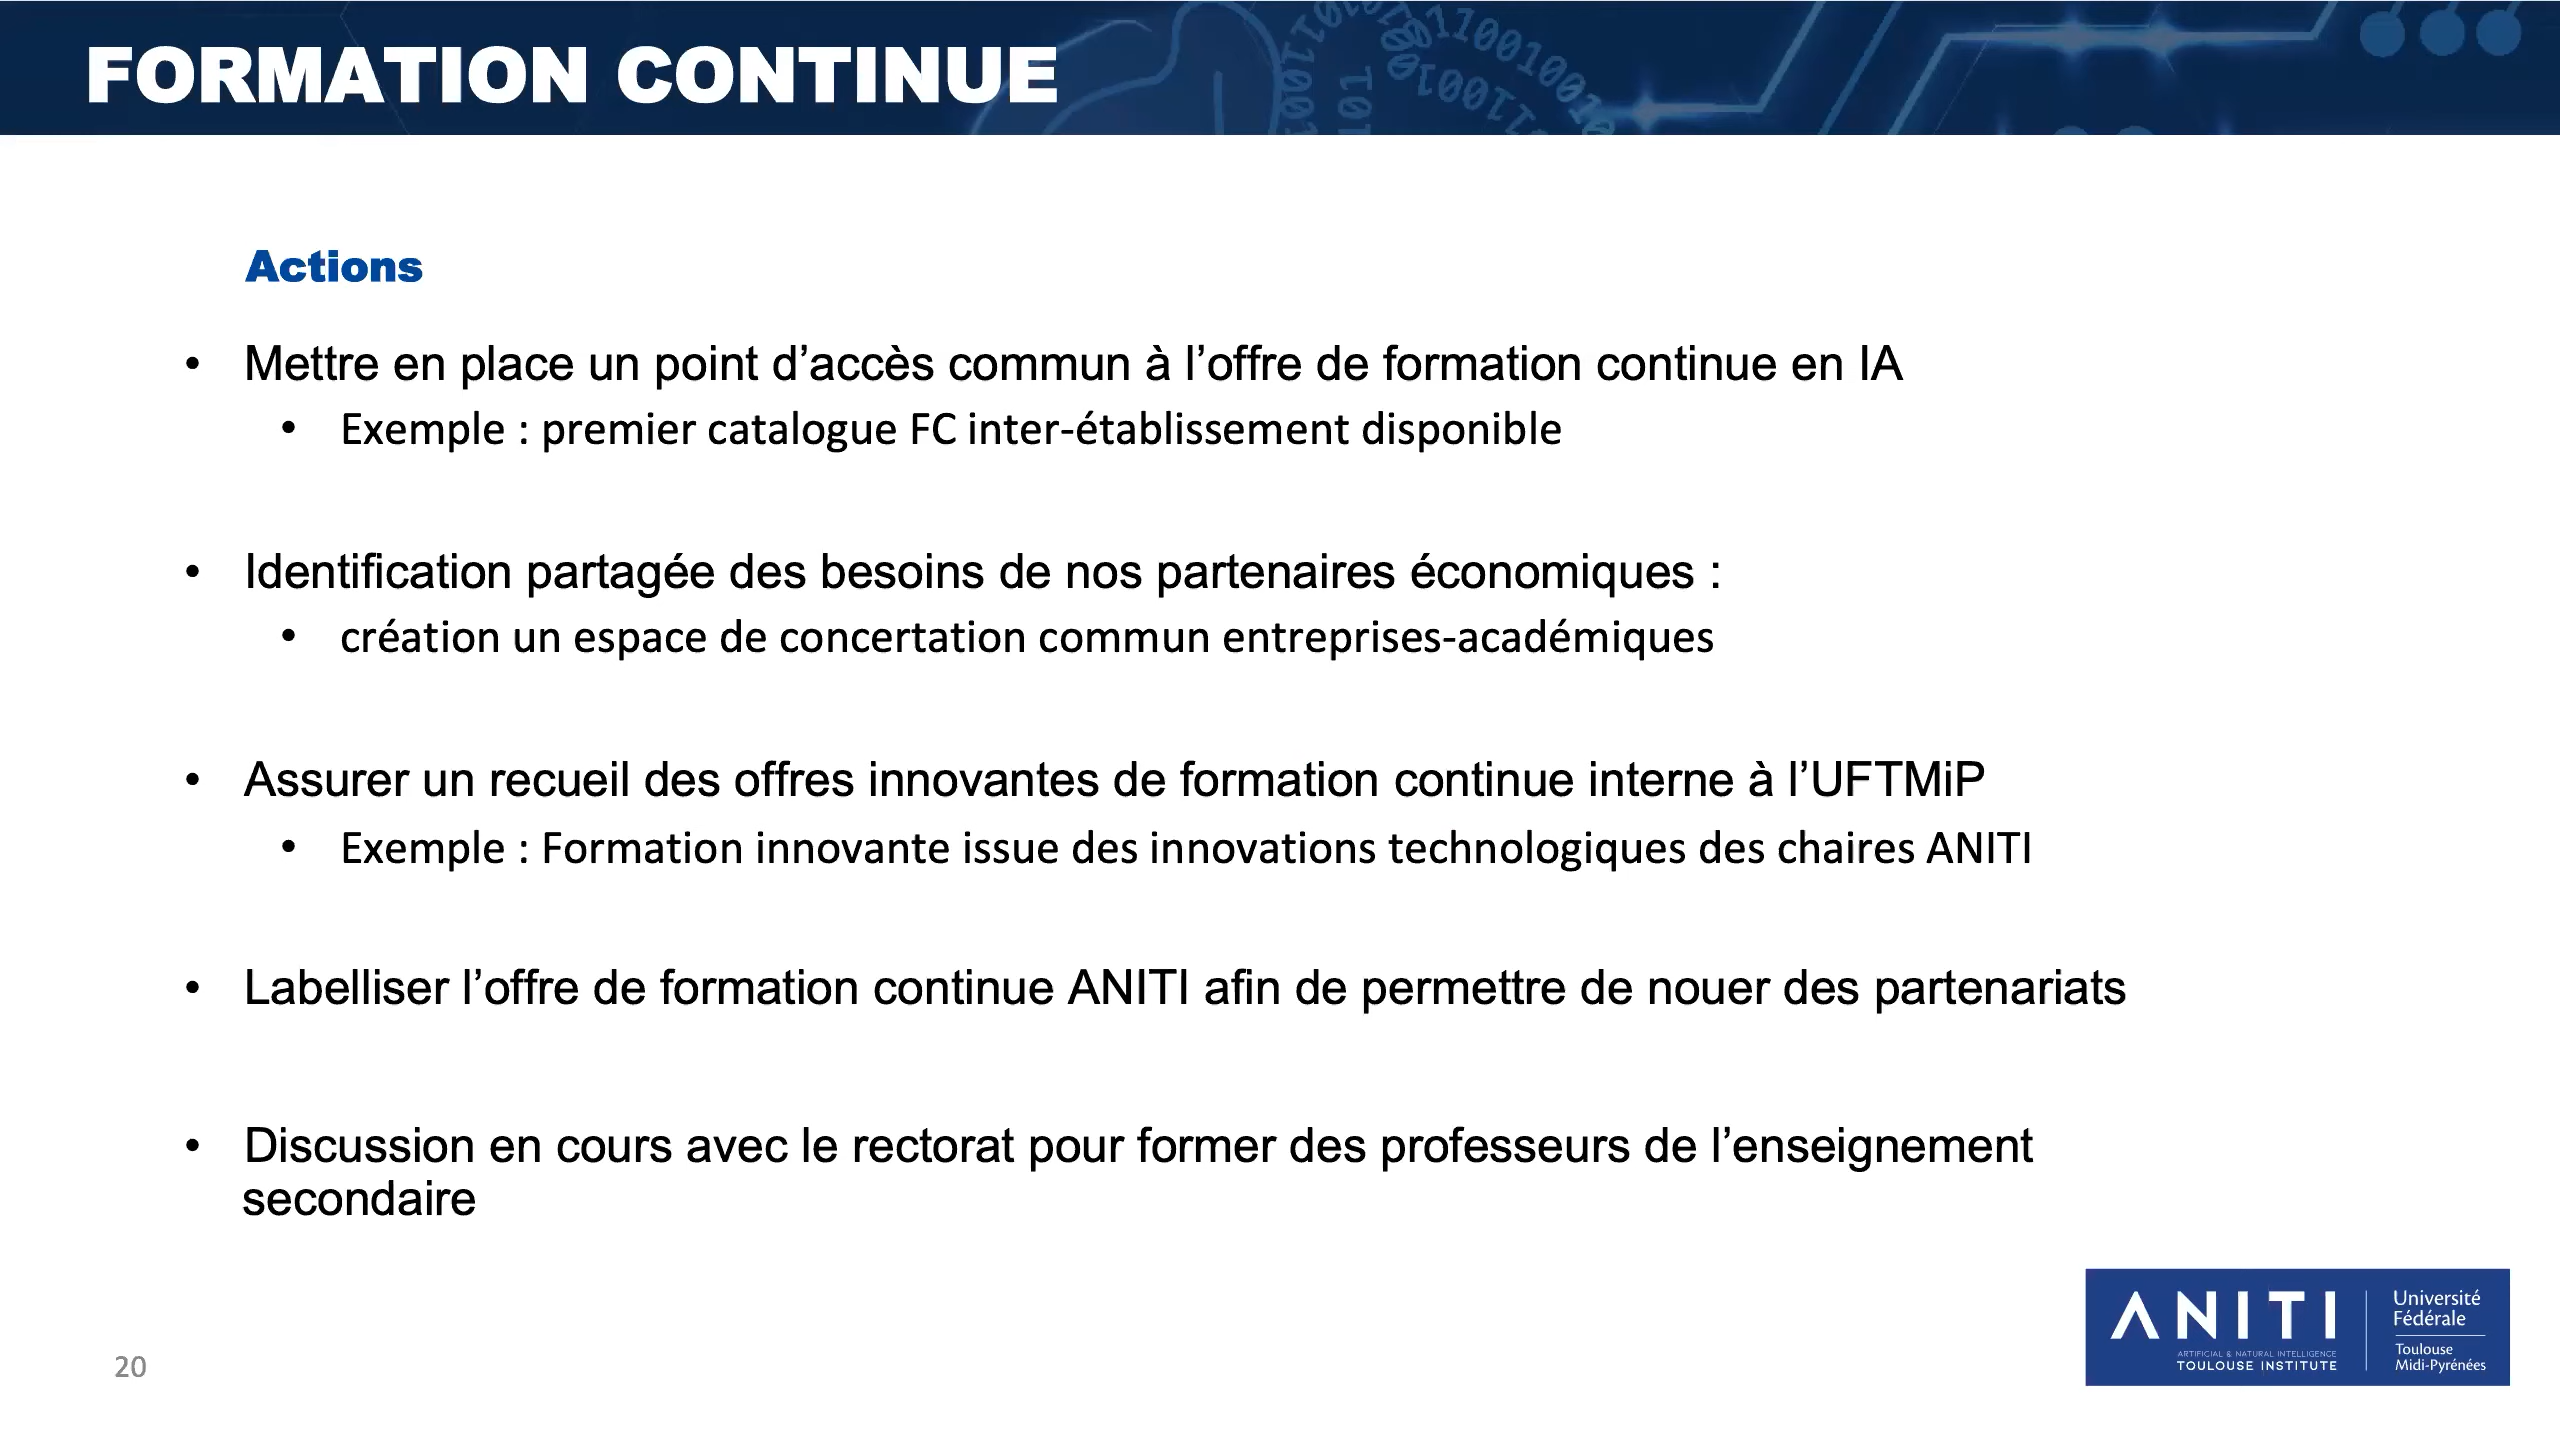 FORMATION CONTINUE
Actions
• Mettre en place un point d’accès commun à l’offre de formation continue en IA
• Exemple : premier catalogue FC inter-établissement disponible
• Identification partagée des besoins de nos partenaires économiques :
• création un espace de concertation commun entreprises-académiques
• Assurer un recueil des offres innovantes de formation continue interne à l’UFTMiP
• Exemple : Formation innovante issue des innovations technologiques des chaires ANITI
• Labelliser l’offre de formation continue ANITI afin de permettre de nouer des partenariats
• Discussion en cours avec le rectorat pour former des professeurs de l’enseignement
secondaire
20
ANITI
ARTIFICIAL & NATURAL INTELLIGENCE
TOULOUSE INSTITUTE
Université
Fédérale
Toulouse
Midi-Pyrénées